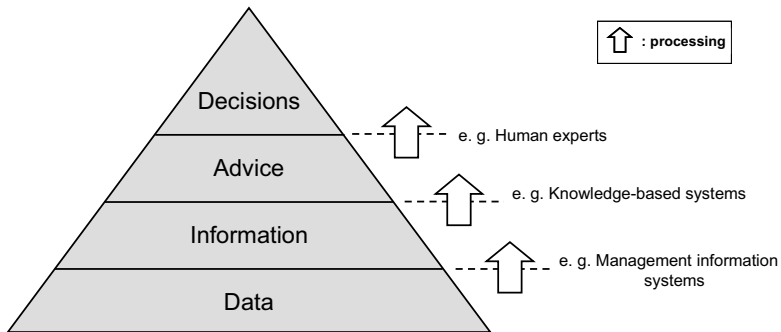 : processing
Decisions
e. g. Human experts
Advice
e. g. Knowledge-based systems
Information
e. g. Management information
systems
Data